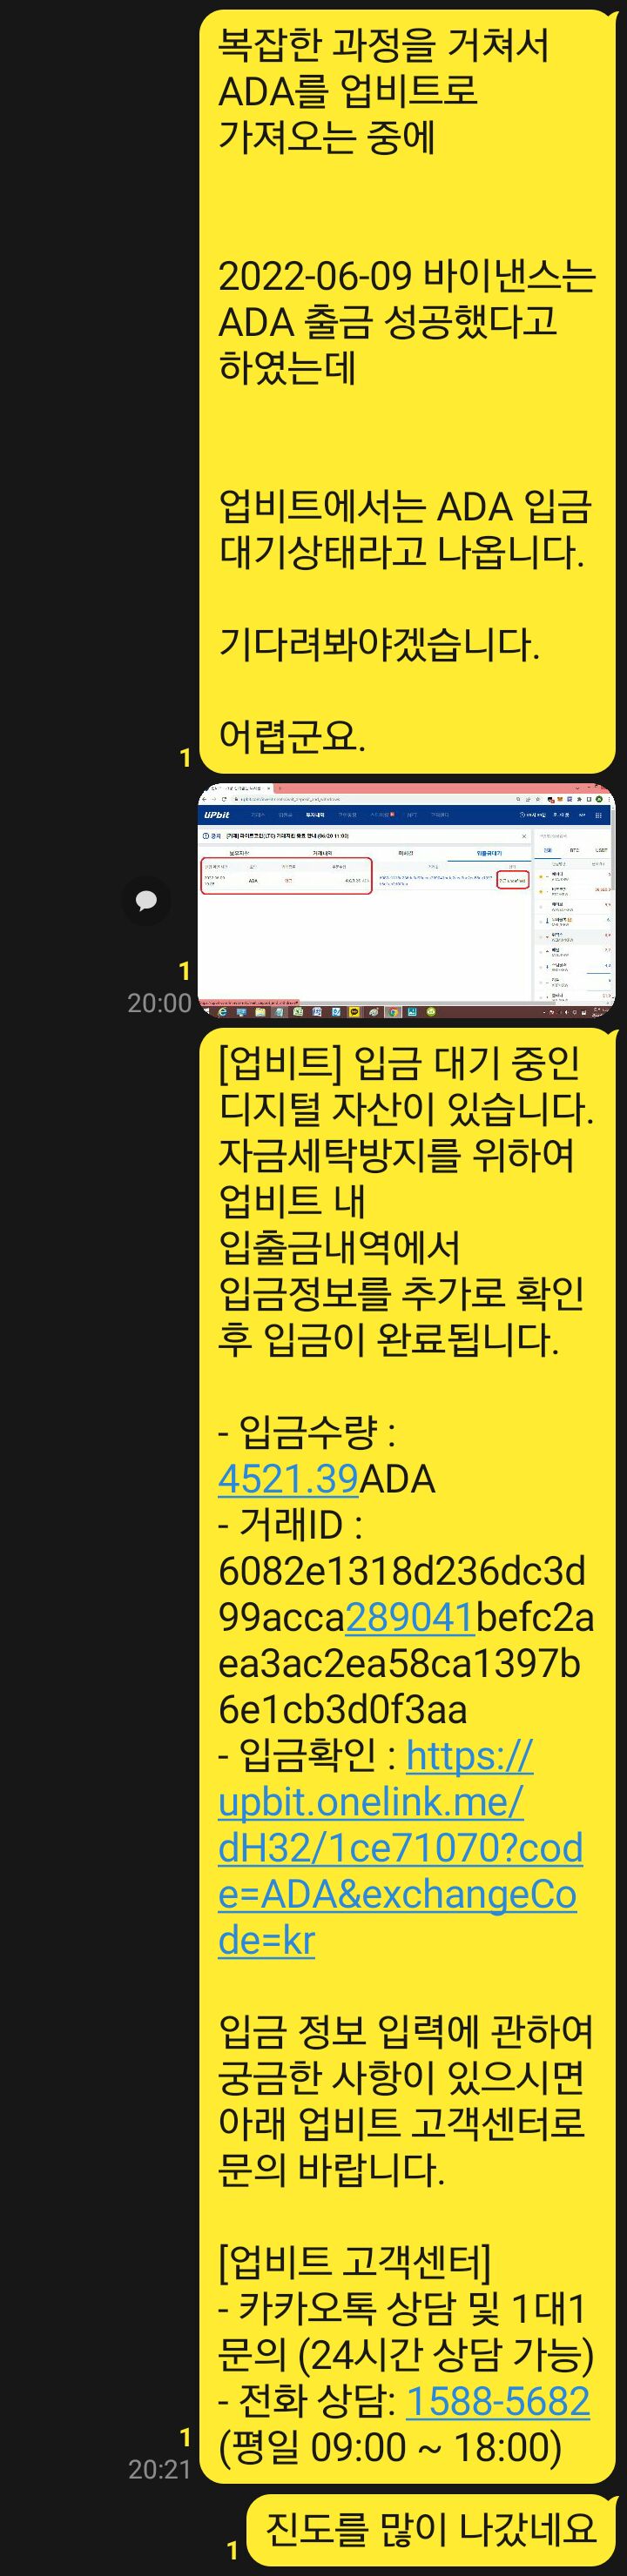 복잡한 과정을 거쳐서
ADA를 업비트로
가져오는 중에
2022-06-09 바이낸스는
ADA 출금 성공했다고
하였는데
업비트에서는 ADA 입금
대기상태라고 나옵니다.
기다려봐야겠습니다.
어렵군요.
1
UPbit
ADA
1
20:00
[업비트] 입금 대기 중인
디지털 자산이 있습니다.
자금세탁방지를 위하여
업비트 내
입출금내역에서
입금정보를 추가로 확인
후 입금이 완료됩니다.
- 입금수량 :
4521.39ADA
- 거래ID :
6082e1318d236dc3d
99acca289041befc2a
ea3ac2ea58ca1397b
6e1cb3d0f3aa
- 입금확인 : https://
upbit.onelink.me/
dH32/1ce71070?cod
e=ADA&exchangeCo
de=kr
입금 정보 입력에 관하여
궁금한 사항이 있으시면
아래 업비트 고객센터로
문의 바랍니다.
[업비트 고객센터]
- 카카오톡 상담 및 1대1
문의 (24시간 상담 가능)
- 전화 상담: 1588-5682
(평일 09:00 ~ 18:00)
1
20:21
진도를 많이 나갔네요
1